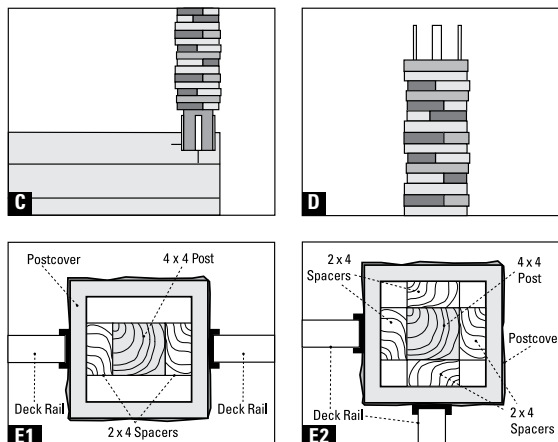 C
D
Postcover
4 x 4 Post
Deck Rail
Deck Rail
2 x 4 Spacers
E1
2 x 4
Spacers
4 x 4
Post
Postcover
Deck Rail
2 x 4
Spacers
E2